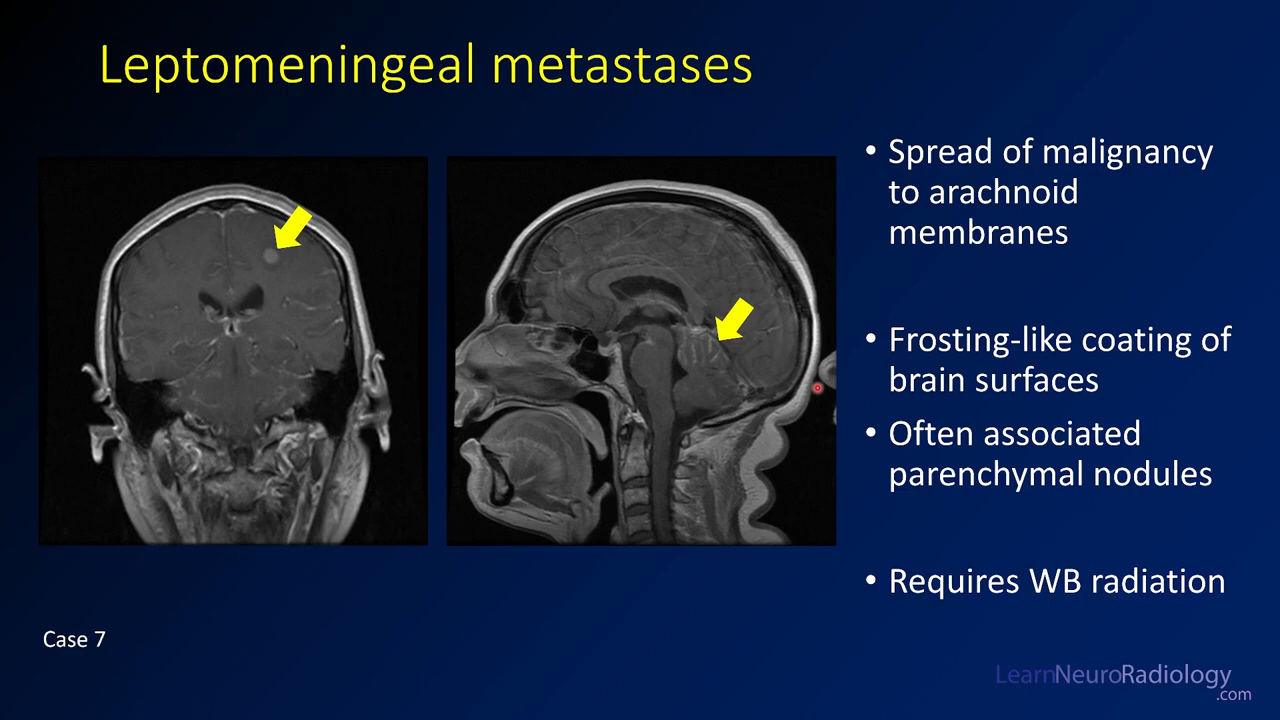 Leptomeningeal metastases
• Spread of malignancy
to arachnoid
membranes
• Frosting-like coating of
brain surfaces
• Often associated
parenchymal nodules
• Requires WB radiation
Case 7
LearnNeuroRadiology
.com